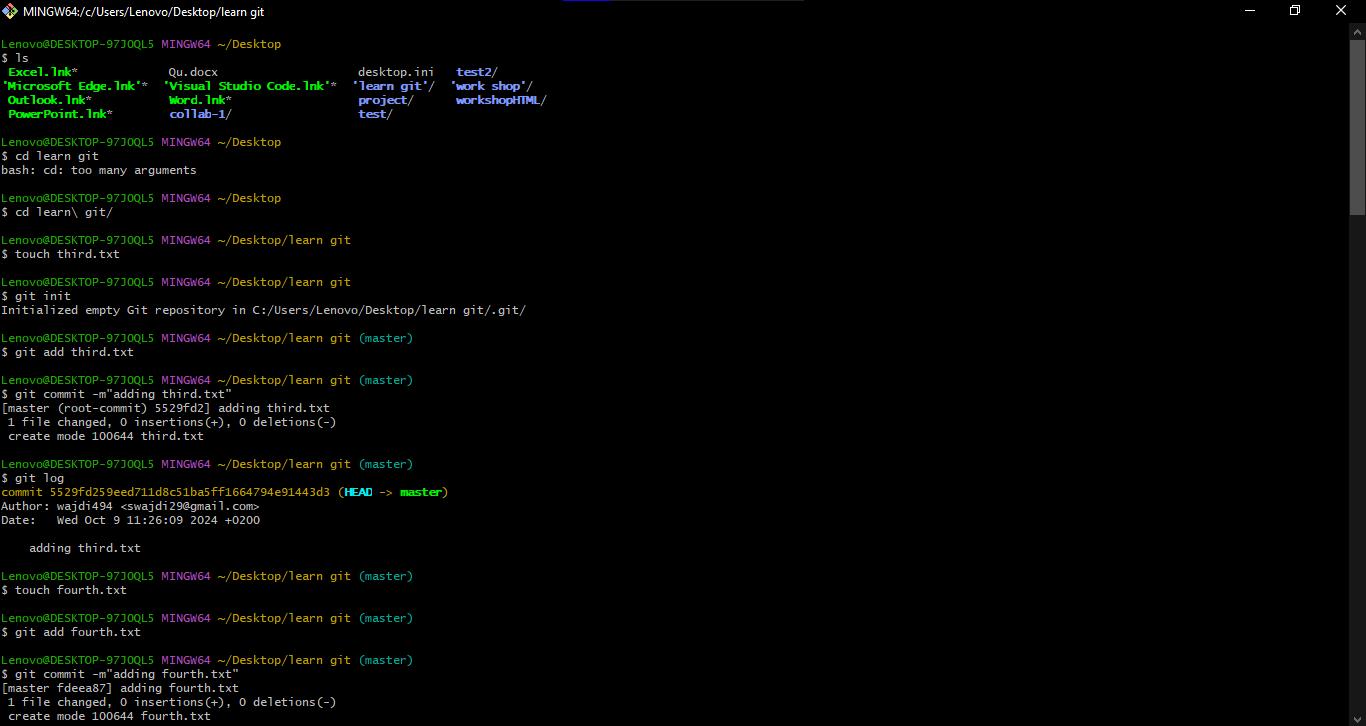 MINGW64:/c/Users/Lenovo/Desktop/learn git
Lenovo@DESKTOP-97JOQL5 MINGW64 ~/Desktop
$ ls
 Excel.lnk*             Qu.docx                    desktop.ini   test2/
'Microsoft Edge.lnk'*  'Visual Studio Code.lnk'*  'learn git'/  'work shop'/
 Outlook.lnk*           Word.lnk*                  project/      workshopHTML/
 PowerPoint.lnk*        collab-1/                  test/
Lenovo@DESKTOP-97JOQL5 MINGW64 ~/Desktop
$ cd learn git
bash: cd: too many arguments
Lenovo@DESKTOP-97JOQL5 MINGW64 ~/Desktop
$ cd learn\ git/
Lenovo@DESKTOP-97JOQL5 MINGW64 ~/Desktop/learn git
$ touch third.txt
Lenovo@DESKTOP-97JOQL5 MINGW64 ~/Desktop/learn git
$ git init
Initialized empty Git repository in C:/Users/Lenovo/Desktop/learn git/.git/
Lenovo@DESKTOP-97JOQL5 MINGW64 ~/Desktop/learn git (master)
$ git add third.txt
Lenovo@DESKTOP-97JOQL5 MINGW64 ~/Desktop/learn git (master)
$ git commit -m"adding third.txt"
[master (root-commit) 5529fd2] adding third.txt
 1 file changed, 0 insertions(+), 0 deletions(-)
 create mode 100644 third.txt
Lenovo@DESKTOP-97JOQL5 MINGW64 ~/Desktop/learn git (master)
$ git log
commit 5529fd259eed711d8c51ba5ff1664794e91443d3 (HEAD -> master)
Author: wajdi494 <swajdi29@gmail.com>
Date:   Wed Oct 9 11:26:09 2024 +0200
    adding third.txt
Lenovo@DESKTOP-97JOQL5 MINGW64 ~/Desktop/learn git (master)
$ touch fourth.txt
Lenovo@DESKTOP-97JOQL5 MINGW64 ~/Desktop/learn git (master)
$ git add fourth.txt
Lenovo@DESKTOP-97JOQL5 MINGW64 ~/Desktop/learn git (master)
$ git commit -m"adding fourth.txt"
[master fdeea87] adding fourth.txt
 1 file changed, 0 insertions(+), 0 deletions(-)
 create mode 100644 fourth.txt